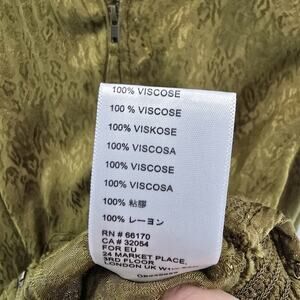 100% VISCOSE
100 % VISCOSE
100% VISKOSE
100% VISCOSA
100% VISCOSE
100% VISCOSA
100% 粘膠
100% レーヨン
RN # 66170
CA # 32054
FOR EU
24 MARKET PLACE,
3RD FLOOR
LONDON UK